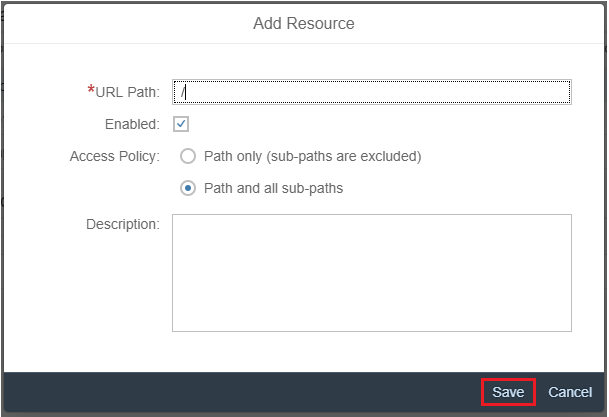 Add Resource
*URL Path: /
Enabled:
Access Policy: Path only (sub-paths are excluded)
Path and all sub-paths
Description:
Save Cancel